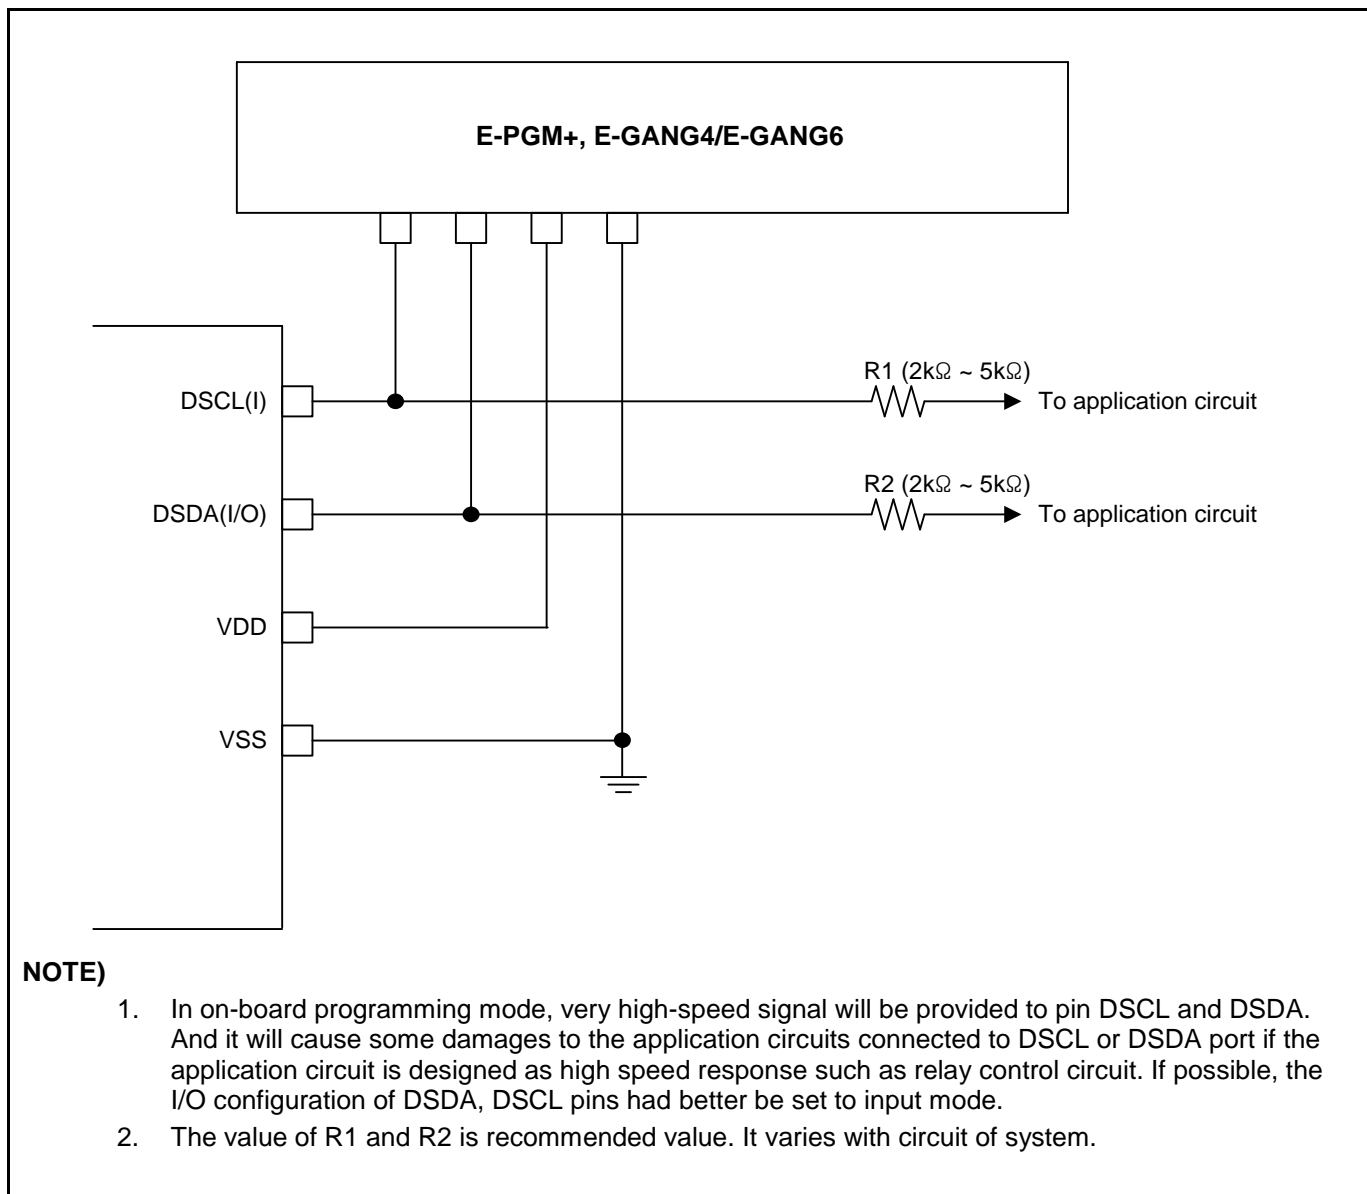 E-PGM+, E-GANG4/E-GANG6
R1 (2kΩ ~ 5kΩ)
DSCL(I)
To application circuit
R2 (2kΩ ~ 5kΩ)
DSDA(I/O)
To application circuit
VDD
VSS
NOTE)
1. In on-board programming mode, very high-speed signal will be provided to pin DSCL and DSDA.
And it will cause some damages to the application circuits connected to DSCL or DSDA port if the
application circuit is designed as high speed response such as relay control circuit. If possible, the
I/O configuration of DSDA, DSCL pins had better be set to input mode.
2. The value of R1 and R2 is recommended value. It varies with circuit of system.